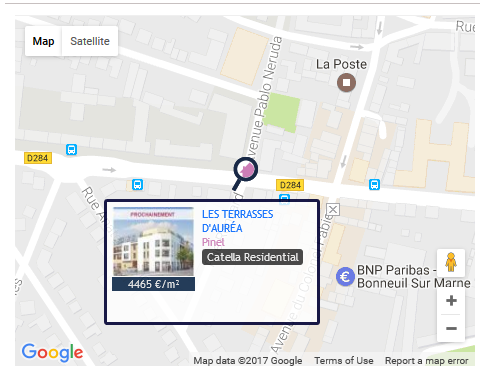 Map Satellite
Rue
La Poste
Avenue Pablo Neruda
D284
D284
Rue A
PROCHAINEMENT
LES TERRASSES
D'AURÉA
Pinel
Catella Residential
4465 €/m²
Avenue du Co
Fabie
BNP Paribas -
Bonneuil Sur Marne
Google
Map data ©2017 Google Terms of Use Report a map error